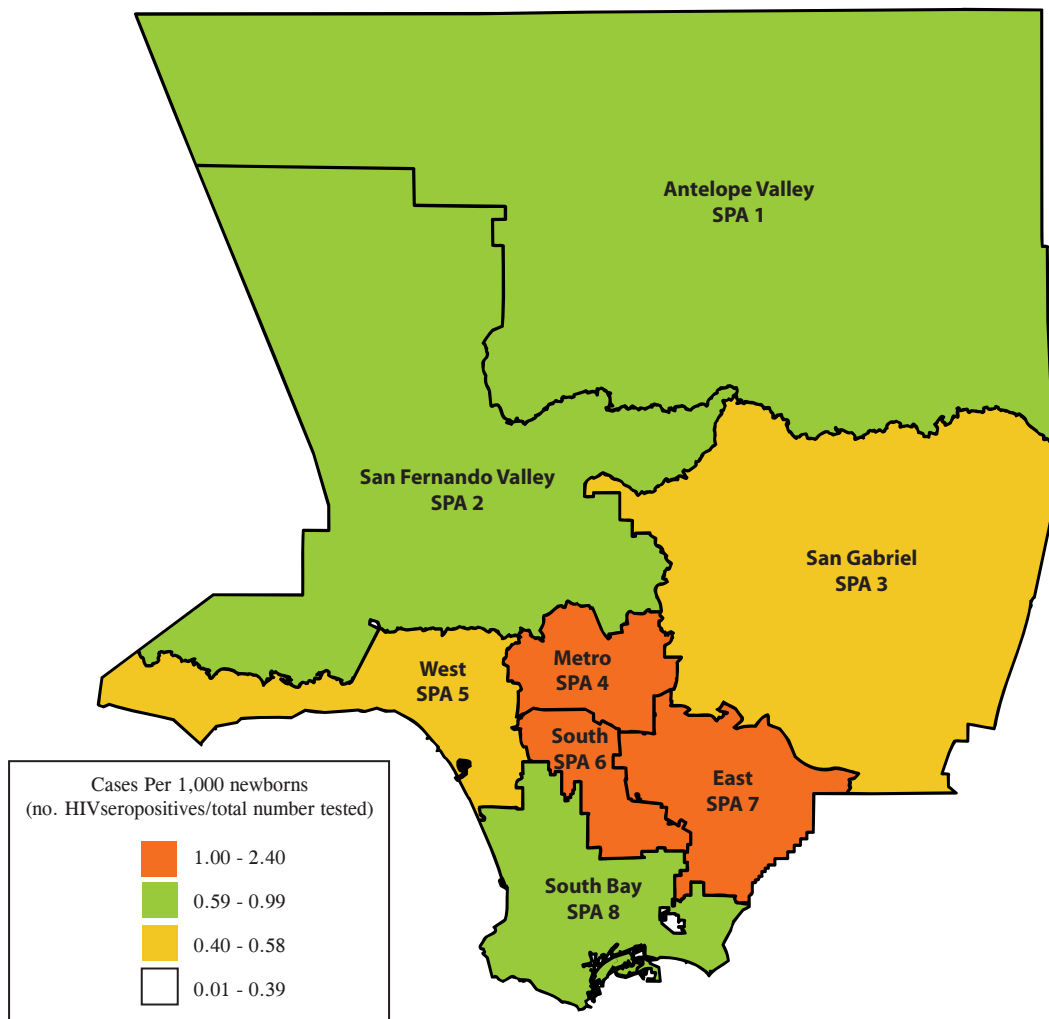 Antelope Valley
SPA 1
San Fernando Valley
SPA 2
San Gabriel
SPA 3
Metro
SPA 4
West
SPA 5
South
SPA 6
East
SPA 7
South Bay
SPA 8
Cases Per 1,000 newborns
(no. HIVseropositives/total number tested)
1.00 - 2.40
0.59 - 0.99
0.40 - 0.58
0.01 - 0.39